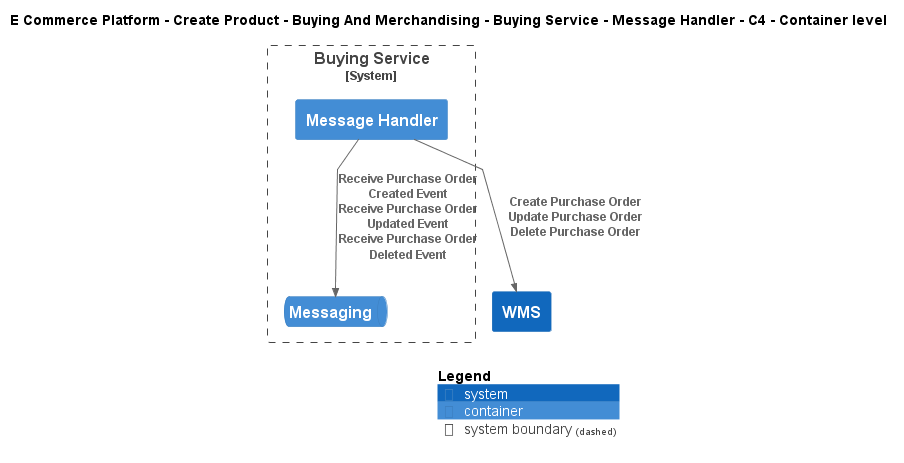 E Commerce Platform - Create Product - Buying And Merchandising - Buying Service - Message Handler - C4 - Container level
Buying Service
[System]
Message Handler
Receive Purchase Order
Created Event
Receive Purchase Order
Updated Event
Receive Purchase Order
Deleted Event
Create Purchase Order
Update Purchase Order
Delete Purchase Order
Messaging
WMS
Legend
system
container
system boundary (dashed)